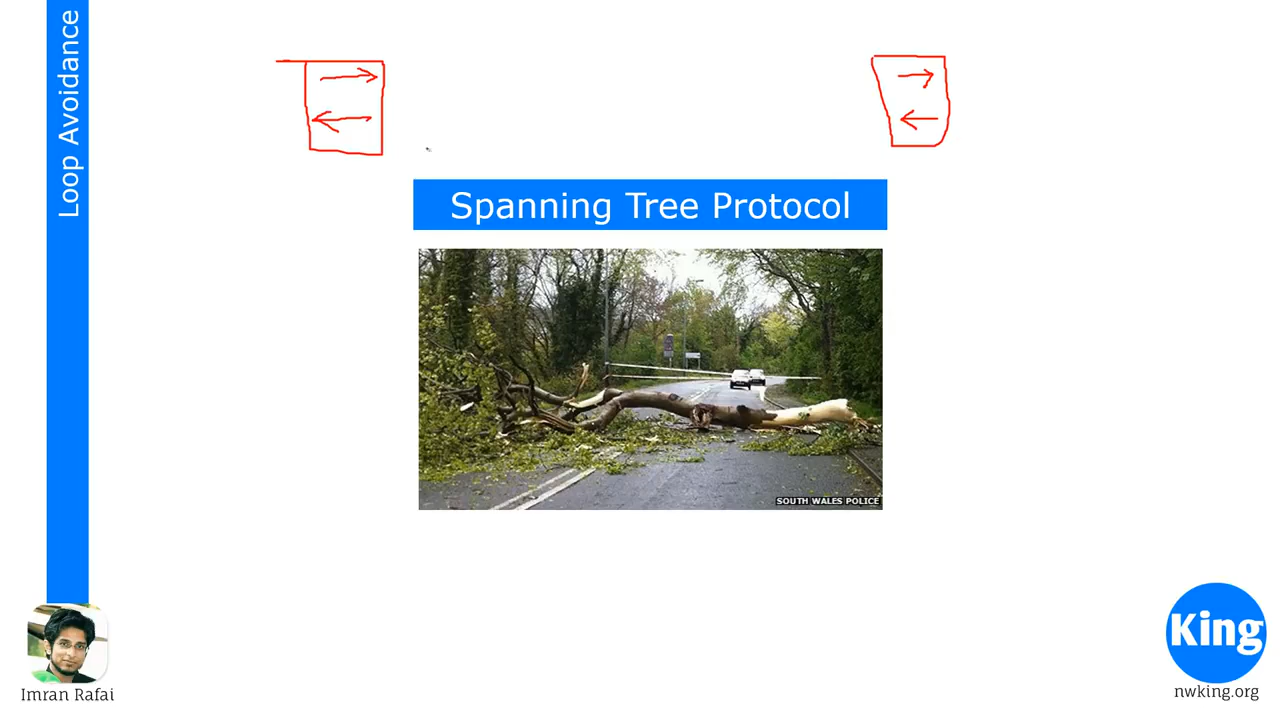 Loop Avoidance
Spanning Tree Protocol
SOUTH WALES POLICE
Imran Rafai
King
nwking.org